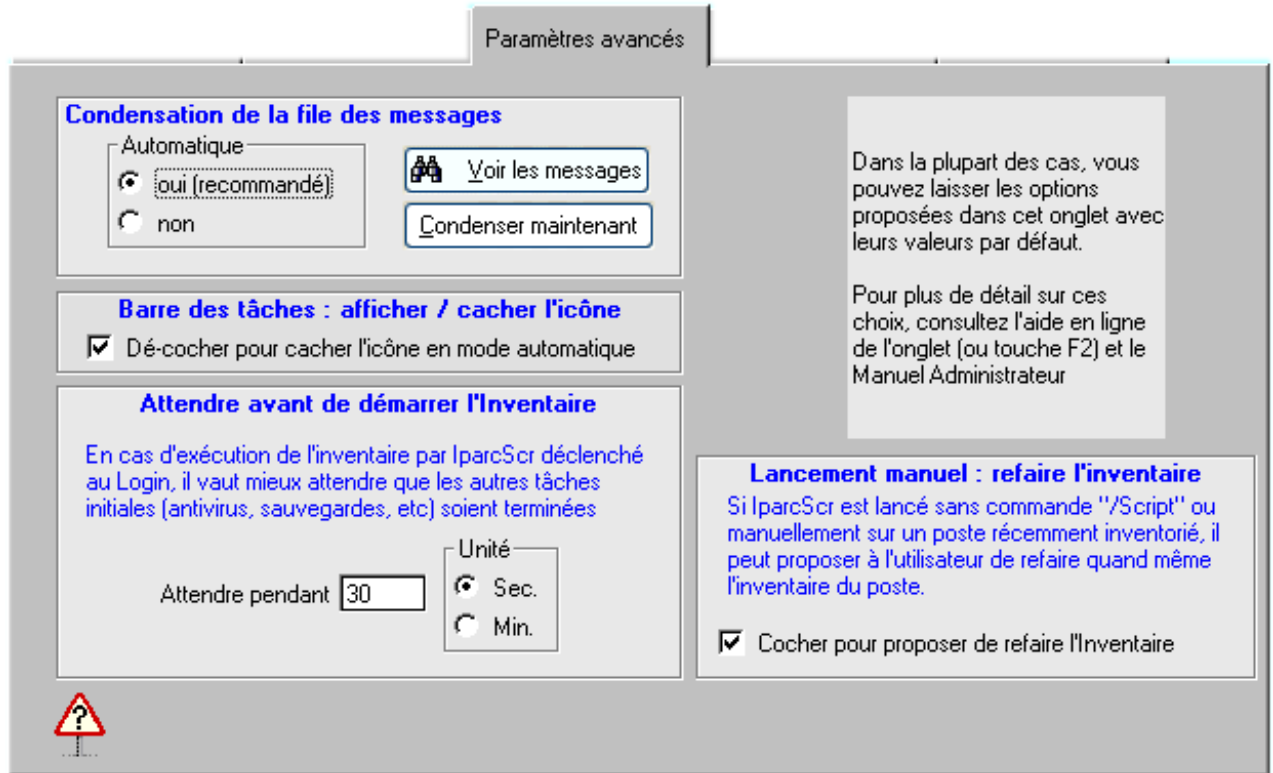 Paramètres avancés
Condensation de la file des messages
Automatique
oui (recommandé)
non
Voir les messages
Condenser maintenant
Barre des tâches : afficher / cacher l'icône
Dé-cocher pour cacher l'icône en mode automatique
Attendre avant de démarrer l'Inventaire
En cas d'exécution de l'inventaire par IparcScr déclenché
au Login, il vaut mieux attendre que les autres tâches
initiales (antivirus, sauvegardes, etc) soient terminées
Attendre pendant 30
Unité
Sec.
Min.
Dans la plupart des cas, vous
pouvez laisser les options
proposées dans cet onglet avec
leurs valeurs par défaut.
Pour plus de détail sur ces
choix, consultez l'aide en ligne
de l'onglet (ou touche F2) et le
Manuel Administrateur
Lancement manuel : refaire l'inventaire
Si IparcScr est lancé sans commande "/Script" ou
manuellement sur un poste récemment inventorié, il
peut proposer à l'utilisateur de refaire quand même
l'inventaire du poste.
Cocher pour proposer de refaire l'Inventaire
?